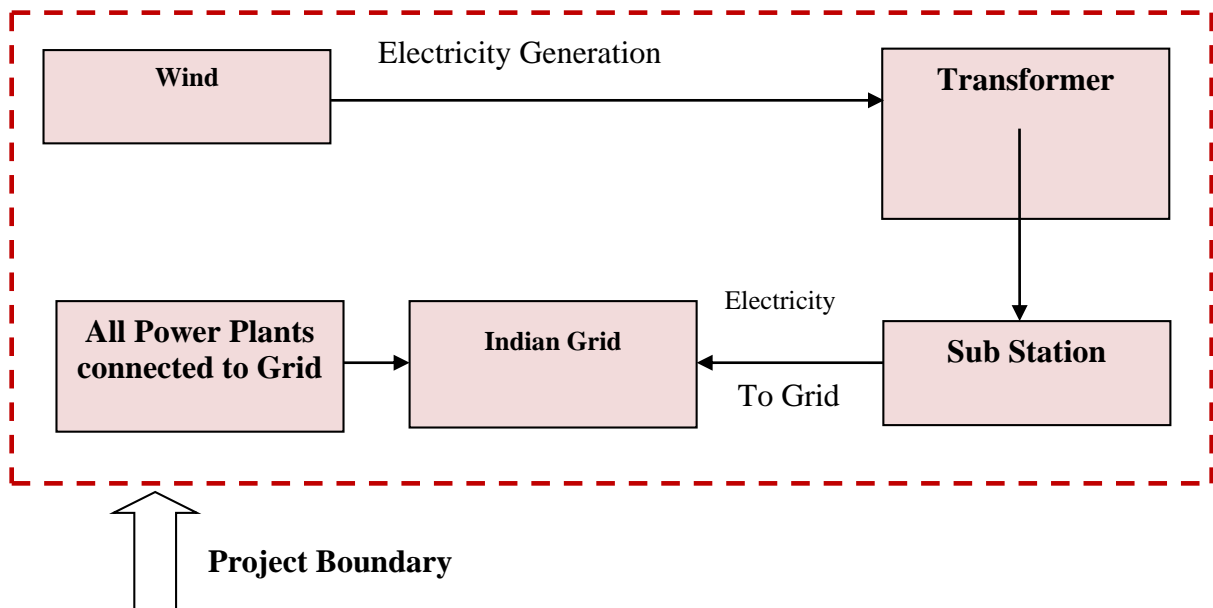 Electricity Generation
Wind
Transformer
All Power Plants
connected to Grid
Indian Grid
Electricity
To Grid
Sub Station
Project Boundary